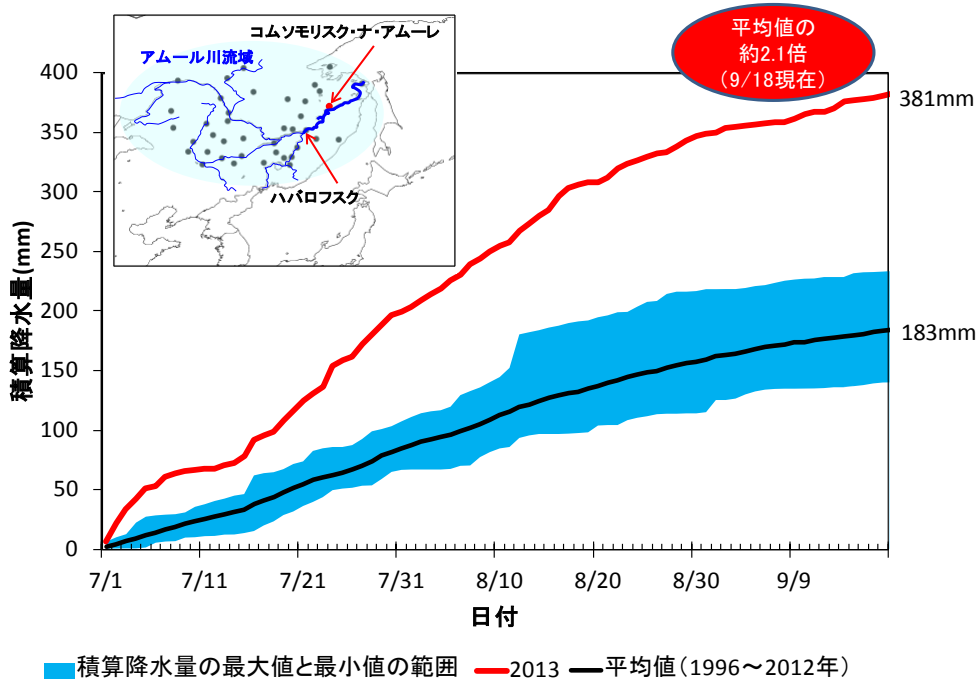 平均値の
約2.1倍
（9/18現在）
コムソモリスク・ナ・アムーレ
アムール川流域
ハバロフスク
381mm
183mm
積算降水量(mm)
400
350
300
250
200
150
100
50
0
7/1 7/11 7/21 7/31 8/10 8/20 8/30 9/9
日付
積算降水量の最大値と最小値の範囲 2013 平均値（1996～2012年）